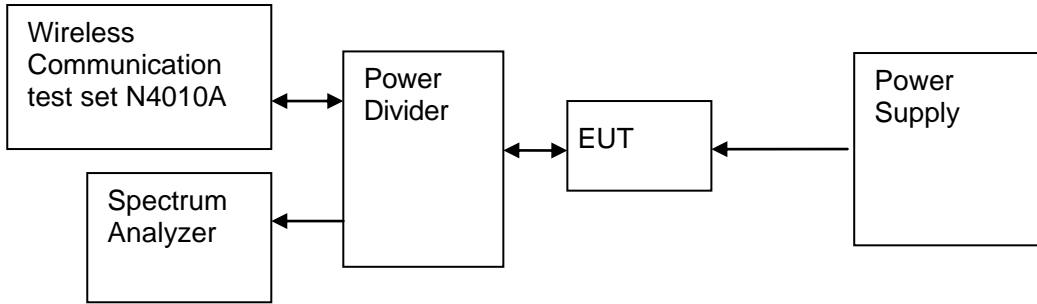 Wireless
Communication
test set N4010A
Power
Divider
EUT
Power
Supply
Spectrum
Analyzer